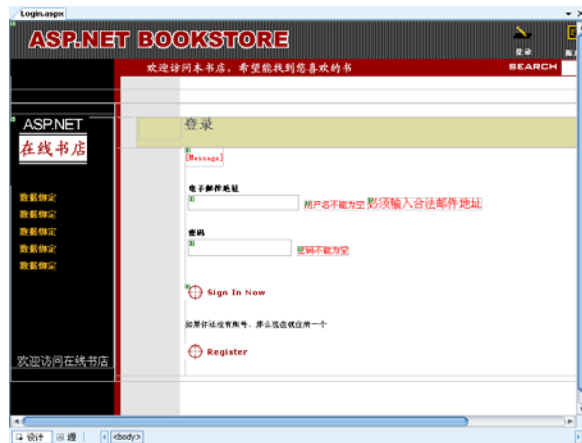 Login.aspx
ASP.NET BOOKSTORE
登录
欢迎访问本书店，希望能找到您喜欢的书
SEARCH
ASP.NET
在线书店
登录
[Message]
电子邮件地址
用户名不能为空 必须输入合法邮件地址
数据绑定
数据绑定
数据绑定
数据绑定
数据绑定
密码
密码不能为空
Sign In Now
如果你还没有账号，那么现在就注册一个
Register
欢迎访问在线书店
设计
<body>